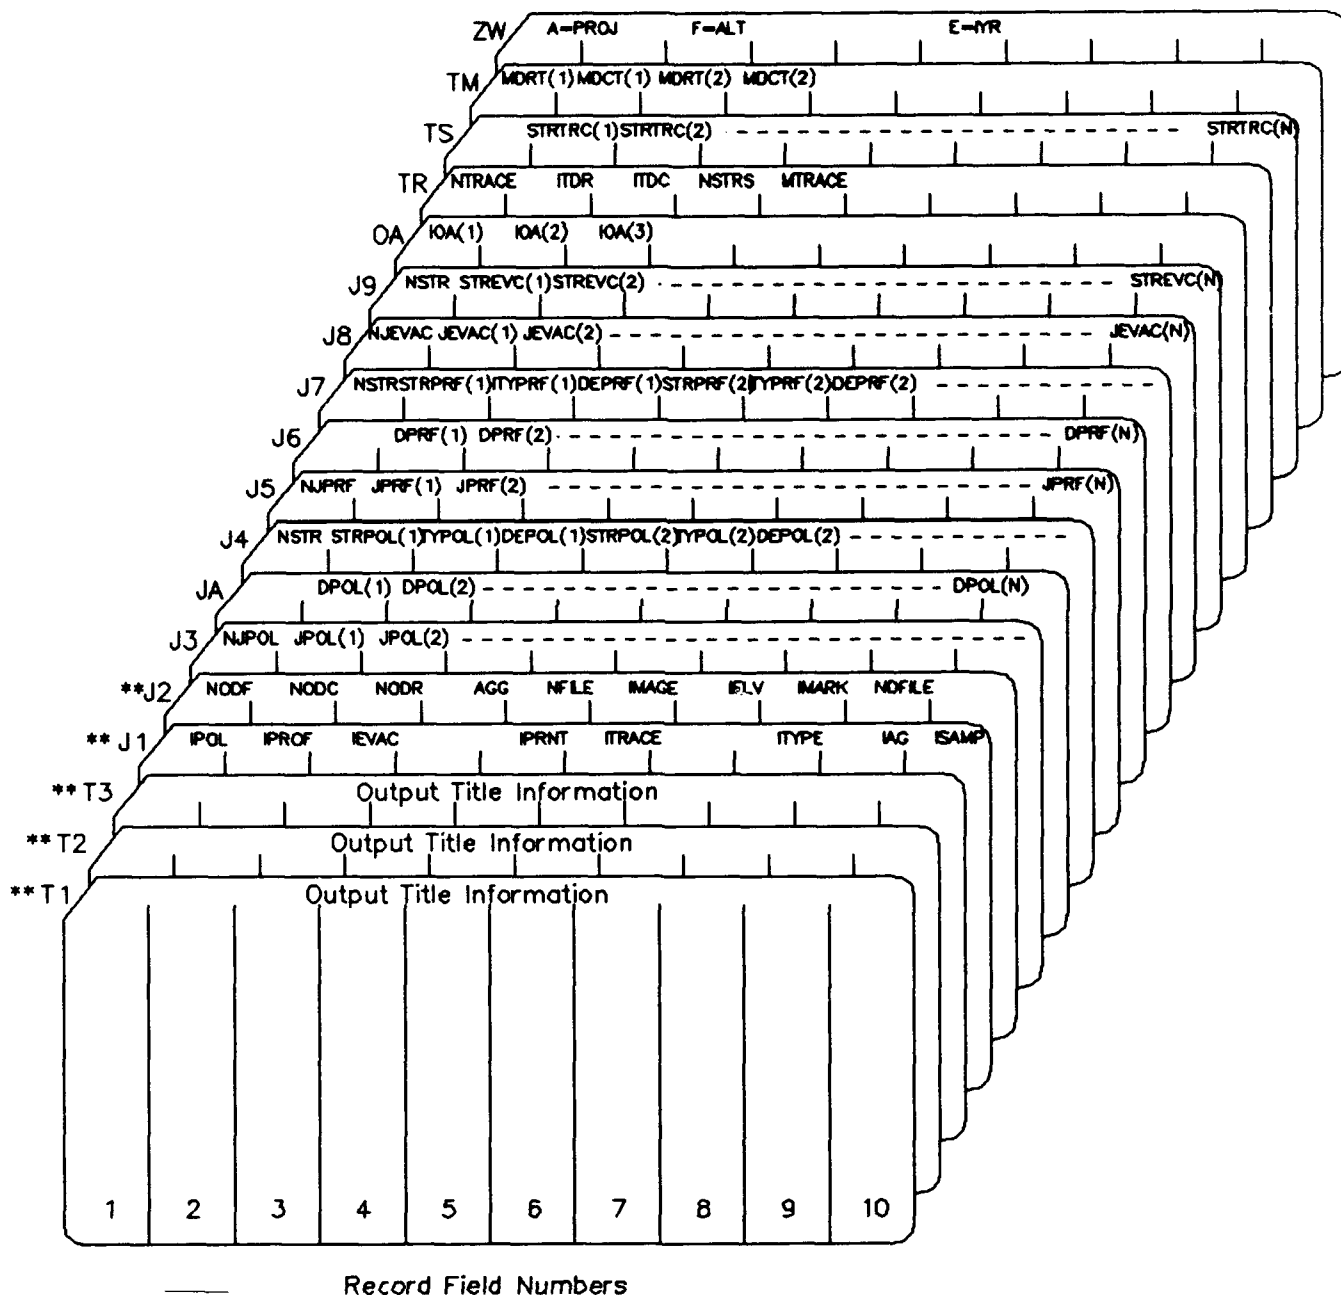 ZW A=PROJ F=ALT E=IYR
TM MDRT(1) MDCT(1) MDRT(2) MDCT(2)
TS STRTRC(1) STRTRC(2) STRTRC(N)
TR NTRACE ITDR ITDC NSTRS MTRACE
OA IOA(1) IOA(2) IOA(3)
J9 NSTR STREVC(1) STREVC(2) STREVC(N)
J8 NJEVAC JEVAC(1) JEVAC(2) JEVAC(N)
J7 NSTR STRPRF(1) ITYPRF(1) DEPRF(1) STRPRF(2) ITYPRF(2) DEPRF(2)
J6 DPRF(1) DPRF(2) DPRF(N)
J5 NJPRF JPRF(1) JPRF(2) JPRF(N)
J4 NSTR STRPOL(1) ITYPOL(1) DEPOL(1) STRPOL(2) ITYPOL(2) DEPOL(2)
JA DPOL(1) DPOL(2) DPOL(N)
J3 NJPOL JPOL(1) JPOL(2)
**J2 NODF NODC NODR AGG NFILE IMAGE IELV IMARK NDFILE
** J1 IPOL IPROF IEVAC IPRNT ITRACE ITYPE IAG ISAMP
** T3 Output Title Information
** T2 Output Title Information
** T1 Output Title Information
1 2 3 4 5 6 7 8 9 10
Record Field Numbers